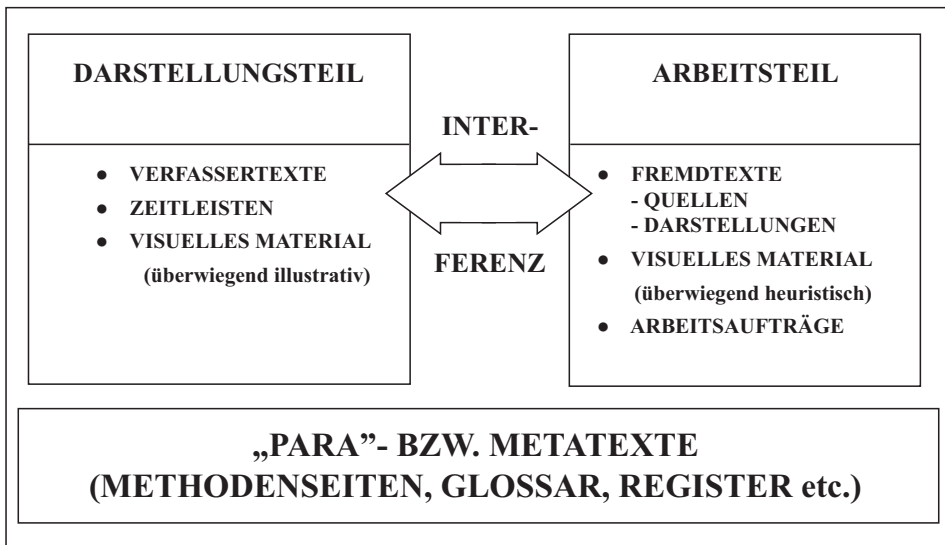 DARSTELLUNGSTEIL
● VERFASSERTEXTE
● ZEITLEISTEN
● VISUELLES MATERIAL
(überwiegend illustrativ)
INTER-
FERENZ
ARBEITSTEIL
● FREMDTEXTE
- QUELLEN
- DARSTELLUNGEN
● VISUELLES MATERIAL
(überwiegend heuristisch)
● ARBEITSAUFTRÄGE
„PARA”- BZW. METATEXTE
(METHODENSEITEN, GLOSSAR, REGISTER etc.)